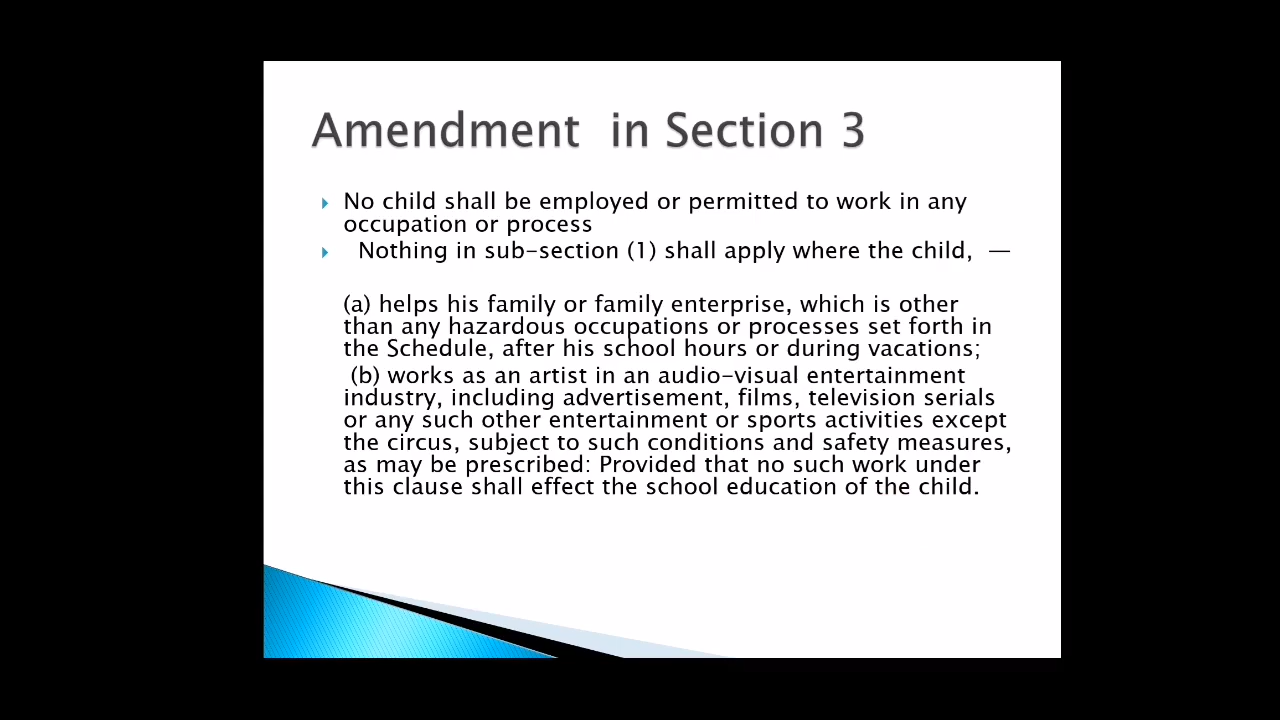 Amendment in Section 3
No child shall be employed or permitted to work in any
occupation or process
Nothing in sub-section (1) shall apply where the child, —
(a) helps his family or family enterprise, which is other
than any hazardous occupations or processes set forth in
the Schedule, after his school hours or during vacations;
(b) works as an artist in an audio-visual entertainment
industry, including advertisement, films, television serials
or any such other entertainment or sports activities except
the circus, subject to such conditions and safety measures,
as may be prescribed: Provided that no such work under
this clause shall effect the school education of the child.